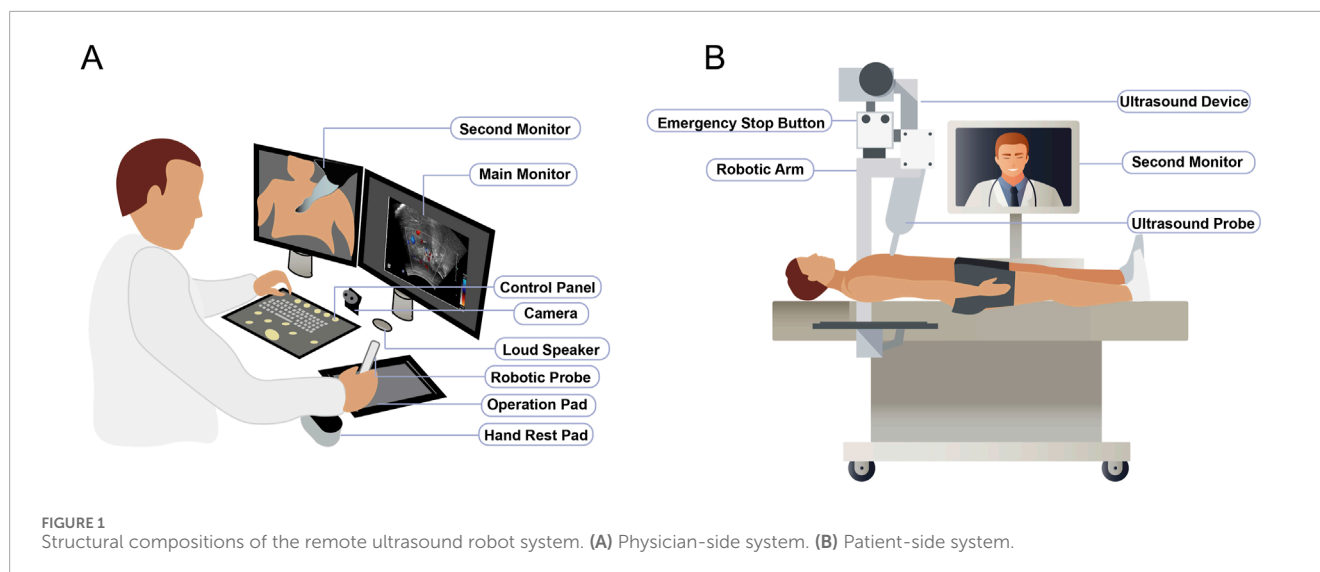 A
Second Monitor
Main Monitor
Control Panel
Camera
Loud Speaker
Robotic Probe
Operation Pad
Hand Rest Pad
B
Emergency Stop Button
Robotic Arm
Ultrasound Device
Second Monitor
Ultrasound Probe
FIGURE 1
Structural compositions of the remote ultrasound robot system. (A) Physician-side system. (B) Patient-side system.